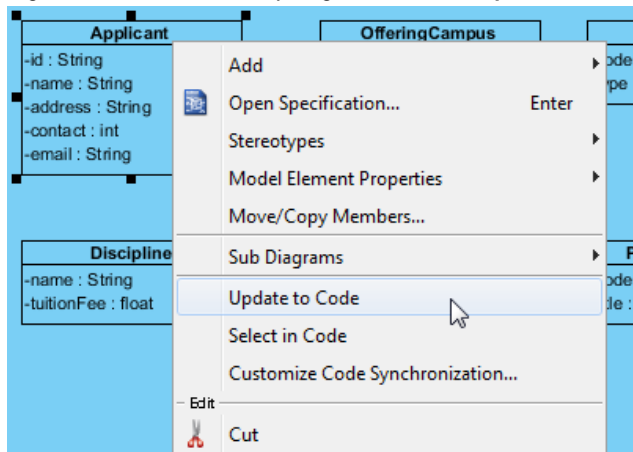 Applicant
OfferingCampus
-id : String
-name : String
-address : String
-contact : int
-email : String
Add
Open Specification... Enter
Stereotypes
Model Element Properties
Move/Copy Members...
Sub Diagrams
Discipline
-name : String
-tuitionFee : float
Update to Code
Select in Code
Customize Code Synchronization...
Edit
Cut